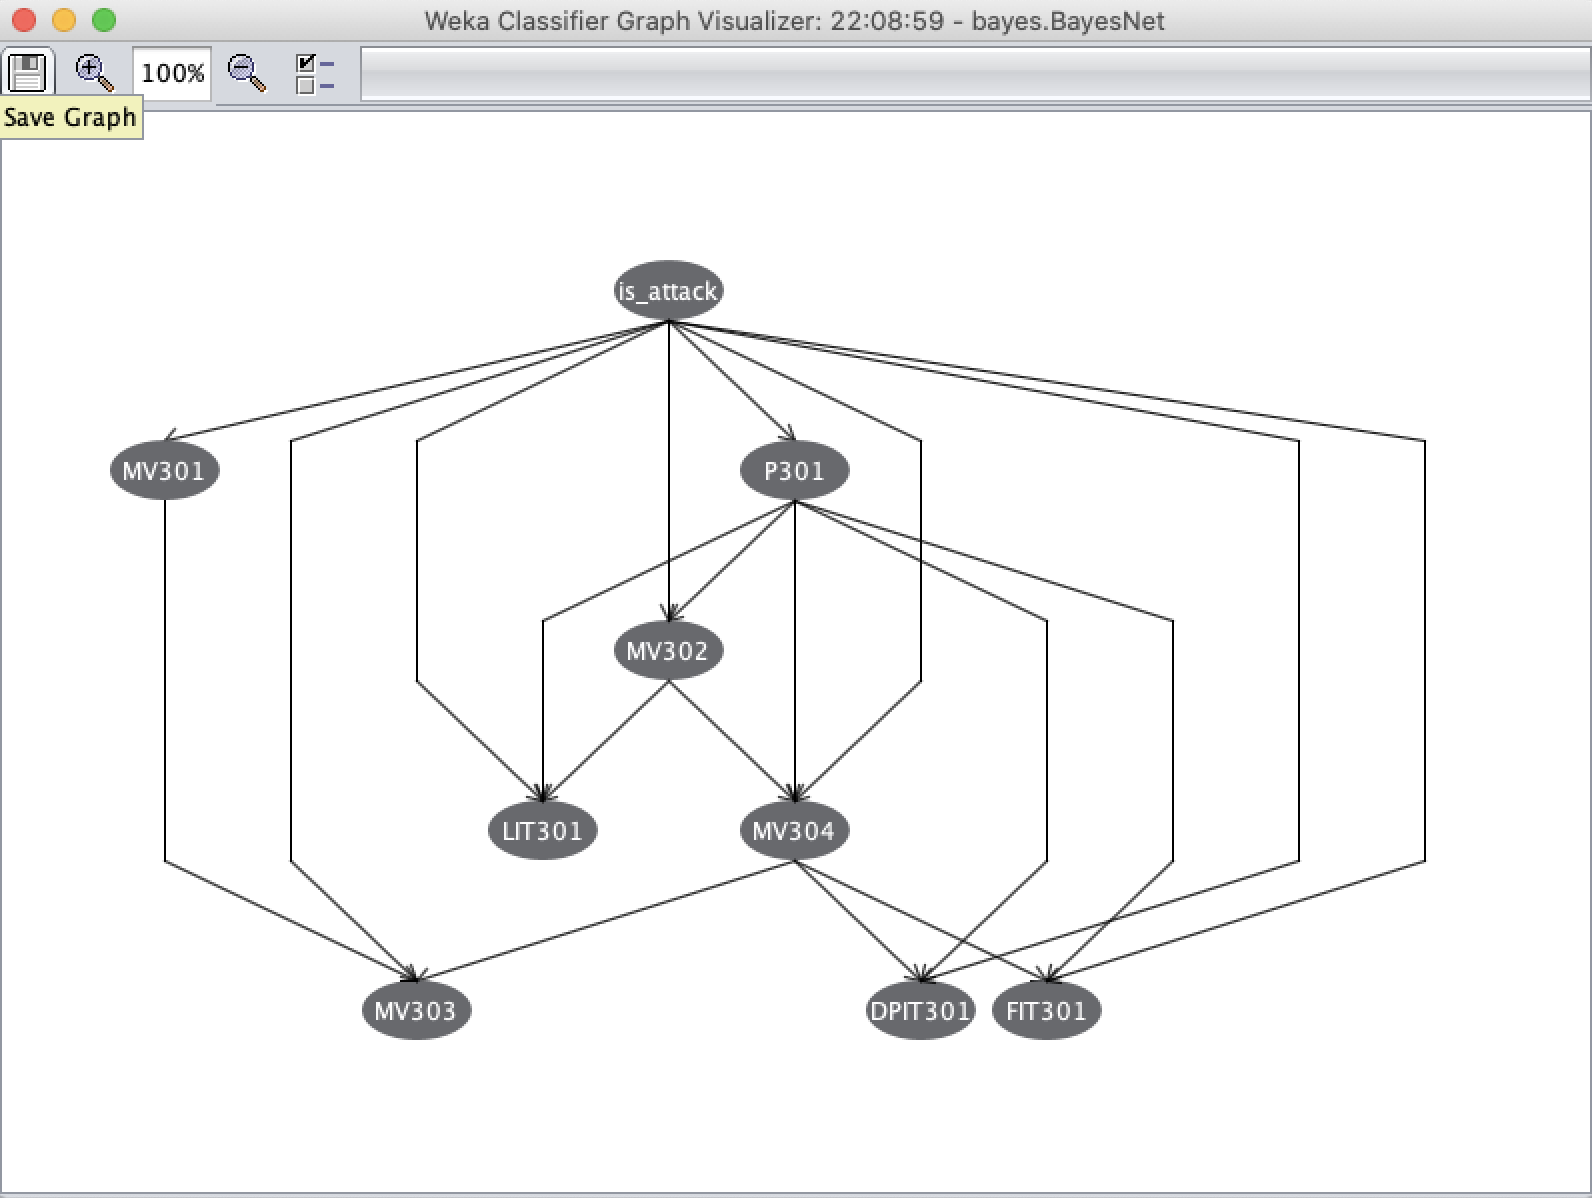 Weka Classifier Graph Visualizer: 22:08:59 - bayes.BayesNet
100%
Save Graph
is_attack
MV301
P301
MV302
LIT301
MV304
MV303
DPIT301
FIT301